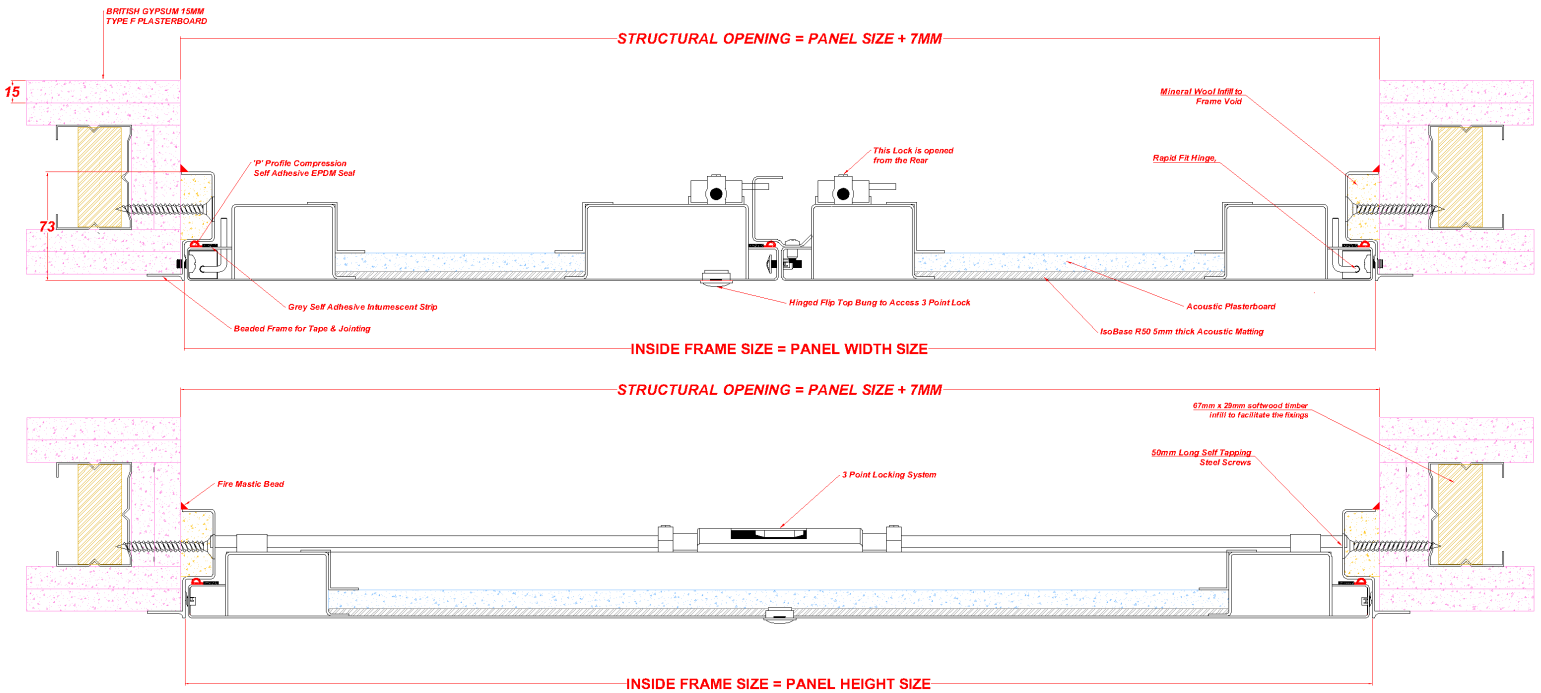 BRITISH GYPSUM 15MM
TYPE F PLASTERBOARD
STRUCTURAL OPENING = PANEL SIZE + 7MM
15
Mineral Wool Infill to
Frame Void
'P' Profile Compression
Self Adhesive EPDM Seal
This Lock is opened
from the Rear
Rapid Fit Hinge,
73
Grey Self Adhesive Intumescent Strip
Hinged Flip Top Bung to Access 3 Point Lock
Acoustic Plasterboard
Beaded Frame for Tape & Jointing
IsoBase R50 5mm thick Acoustic Matting
INSIDE FRAME SIZE = PANEL WIDTH SIZE
STRUCTURAL OPENING = PANEL SIZE + 7MM
67mm x 29mm softwood timber
infill to facilitate the fixings
50mm Long Self Tapping
Steel Screws
3 Point Locking System
Fire Mastic Bead
INSIDE FRAME SIZE = PANEL HEIGHT SIZE